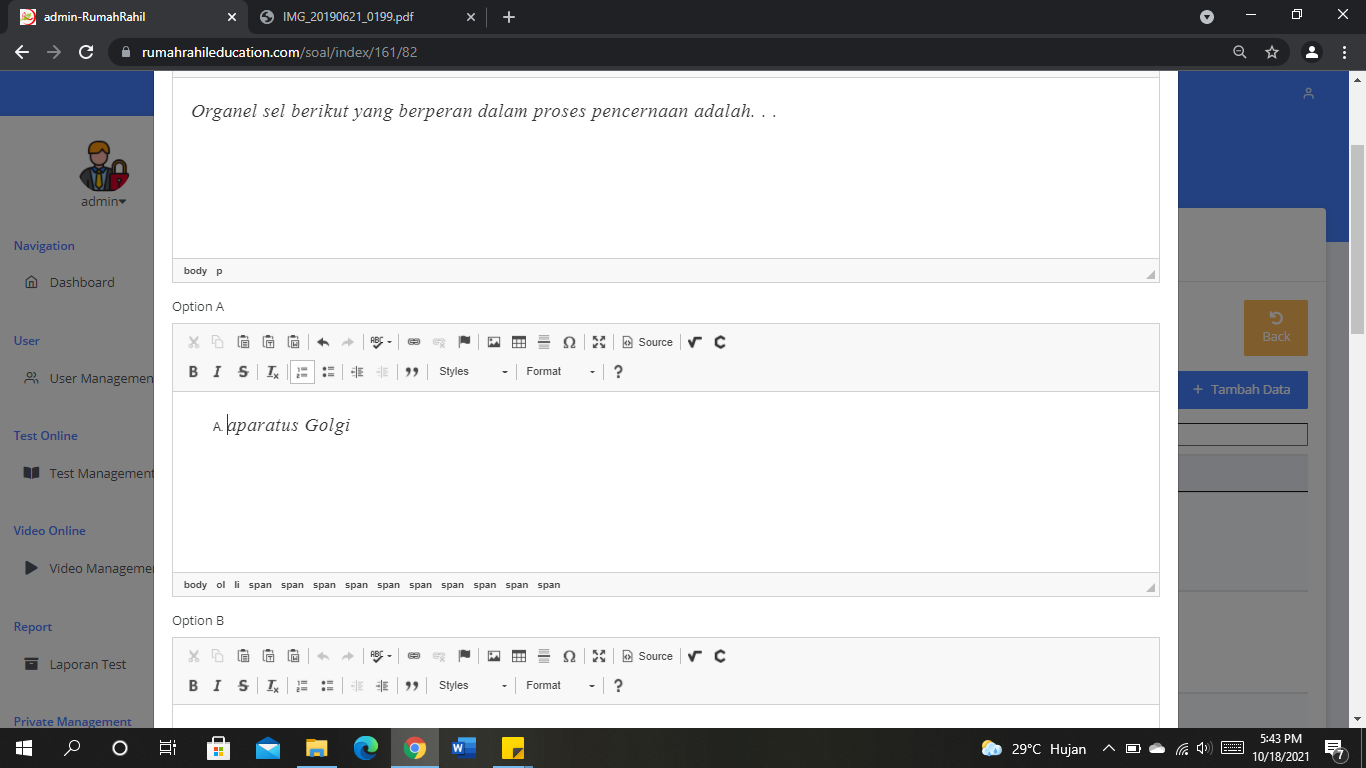 admin-RumahRahil
IMG_20190621_0199.pdf
rumahrahileducation.com/soal/index/161/82
Organel sel berikut yang berperan dalam proses pencernaan adalah. . .
admin
Navigation
Dashboard
body p
Option A
Back
User
Source
User Managemen
B I S Styles Format ?
+ Tambah Data
A. aparatus Golgi
Test Online
Test Management
Video Online
Video Manageme
body ol li span span span span span span span span span span
Option B
Report
Source
Laporan Test
B I S Styles Format ?
Private Management
29°C Hujan
5:43 PM
10/18/2021
7